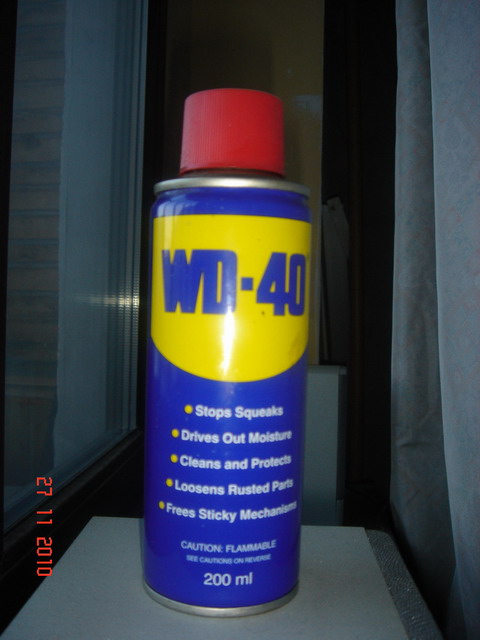 WD-40
• Stops Squeaks
• Drives Out Moisture
• Cleans and Protects
• Loosens Rusted Parts
• Frees Sticky Mechanisms
CAUTION: FLAMMABLE
SEE CAUTIONS ON REVERSE
200 ml
27 11 2010